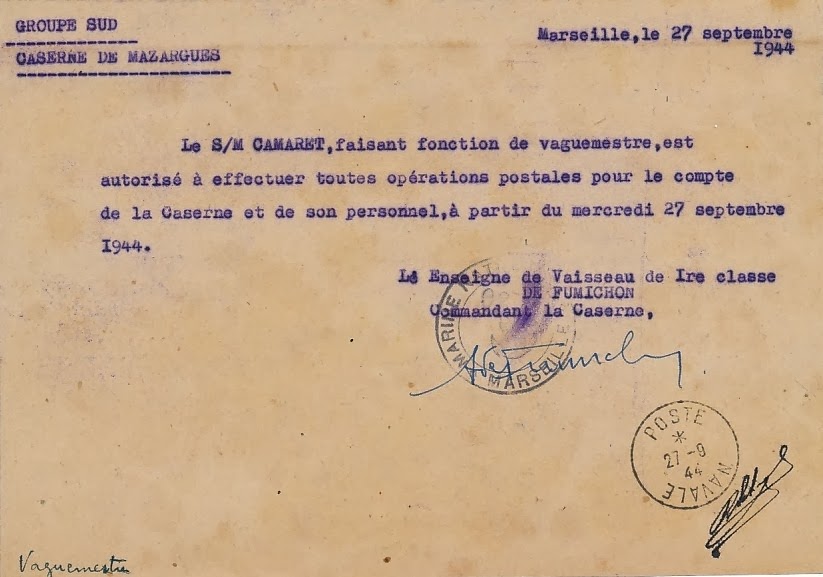 GROUPE SUD
CASERNE DE MAZARGUES
Marseille,le 27 septembre
1944
Le S/M CAMARET,faisant fonction de vaguemestre,est
autorisé à effectuer toutes opérations postales pour le compte
de la Caserne et de son personnel,à partir du mercredi 27 septembre
1944.
Le Enseigne de Vaisseau de Ire classe
DE FUMICHON
Commandant la Caserne,
MARINE
MARSEILLE
POSTE
*
27-9
44
NAVALE
Vaguemestre